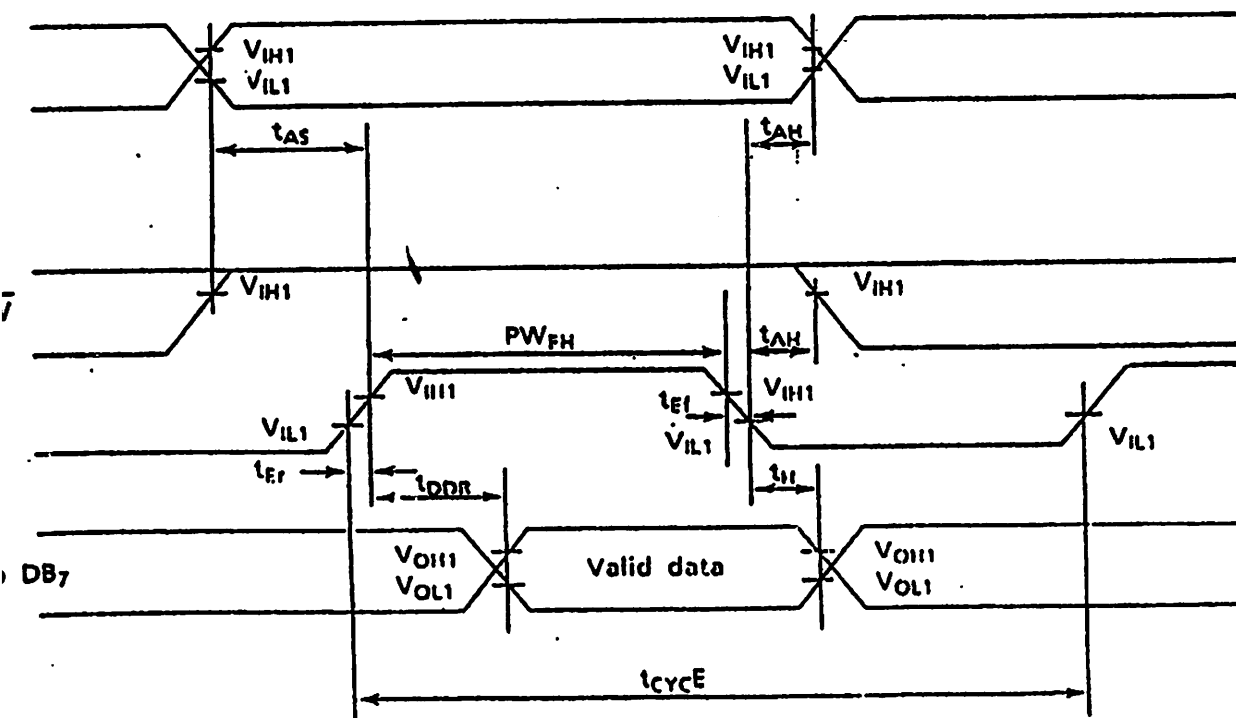 VIH1 VIH1
VIL1 VIL1
tAS tAH
VIH1 VIH1
PWEH tAH
VIH1 VIH1
tEf
VIL1 VIL1 VIL1
tEr tDDR tH
VOH1 Valid data VOH1
DB7 VOL1 VOL1
tCYCE